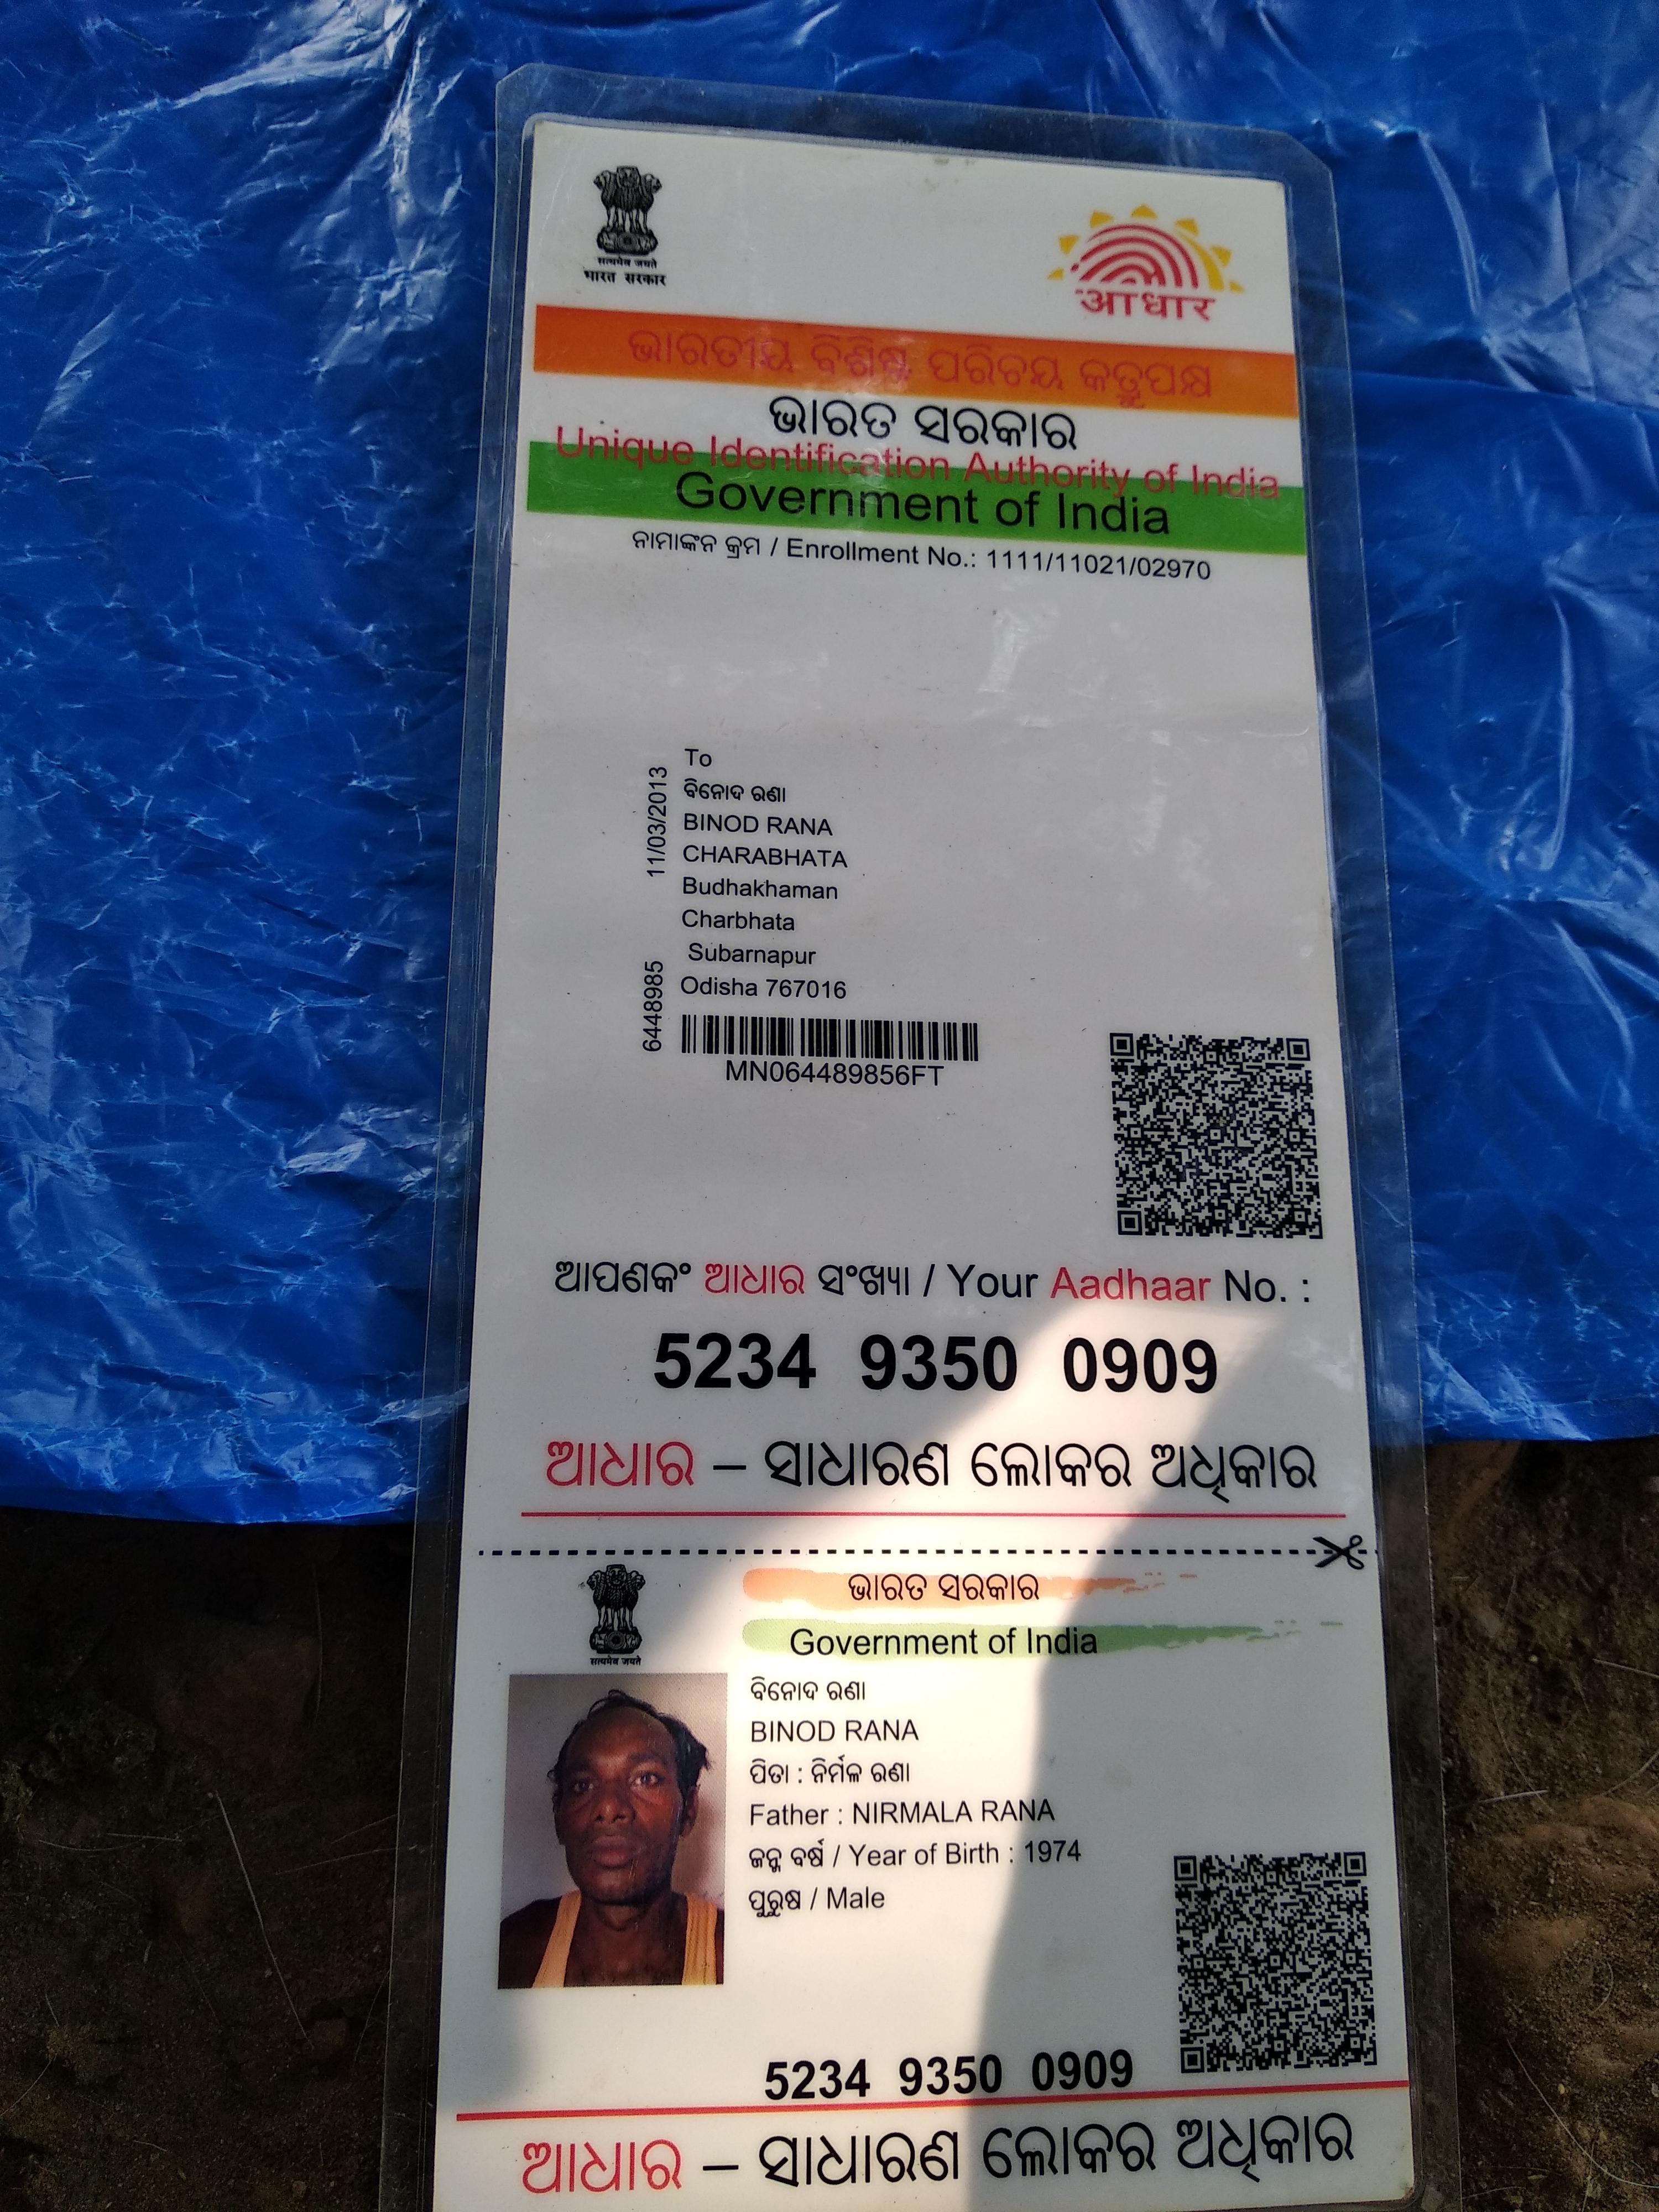 सत्यमेव जयते
भारत सरकार
आधार
ଭାରତୀୟ ବିଶିଷ୍ଟ ପରିଚୟ କତ୍ତୃପକ୍ଷ
ଭାରତ ସରକାର
Unique Identification Authority of India
Government of India
ନାମାଙ୍କନ କ୍ରମ / Enrollment No.: 1111/11021/02970
To
ବିନୋଦ ରଣା
BINOD RANA
CHARABHATA
Budhakhaman
Charbhata
Subarnapur
Odisha 767016
11/03/2013
6448985
MN064489856FT
ଆପଣଙ୍କ ଆଧାର ସଂଖ୍ୟା / Your Aadhaar No. :
5234 9350 0909
ଆଧାର – ସାଧାରଣ ଲୋକର ଅଧିକାର
ଭାରତ ସରକାର
Government of India
सत्यमेव जयते
ବିନୋଦ ରଣା
BINOD RANA
ପିତା : ନିର୍ମଳ ରଣା
Father : NIRMALA RANA
ଜନ୍ମ ବର୍ଷ / Year of Birth : 1974
ପୁରୁଷ / Male
5234 9350 0909
ଆଧାର – ସାଧାରଣ ଲୋକର ଅଧିକାର